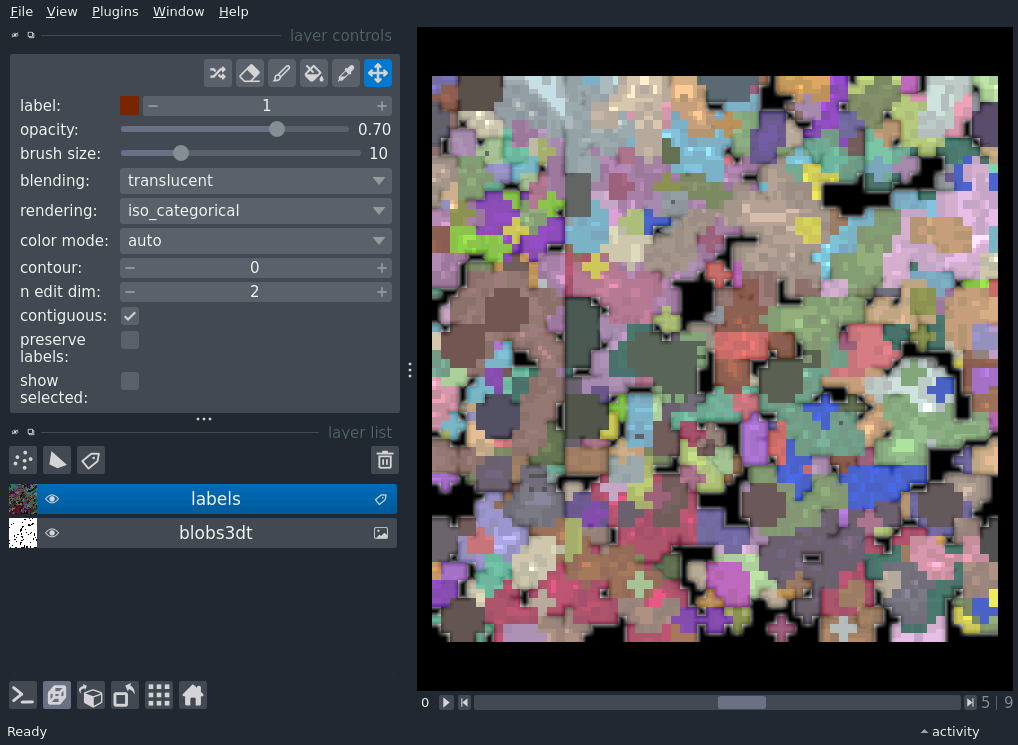 File View Plugins Window Help
layer controls
label: 1
opacity: 0.70
brush size: 10
blending: translucent
rendering: iso_categorical
color mode: auto
contour: 0
n edit dim: 2
contiguous:
preserve
labels:
show
selected:
layer list
labels
blobs3dt
0 5 | 9
Ready activity